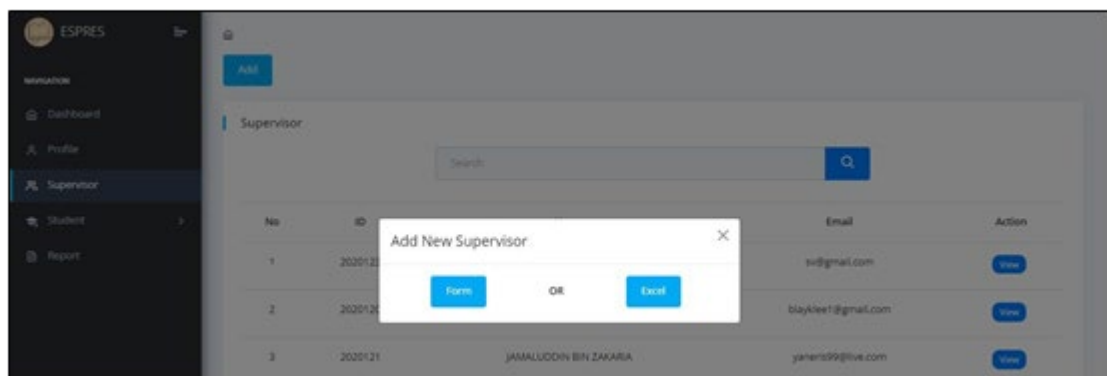 ESPRES
NAVIGATION
Dashboard
Profile
Supervisor
Student
Report
Add
Supervisor
Search
No ID Email Action
Add New Supervisor
Form OR Excel
1 sv@gmail.com View
2 blayklee1@gmail.com View
3 2020121 JAMALUDDIN BIN ZAKARIA yaneris99@live.com View